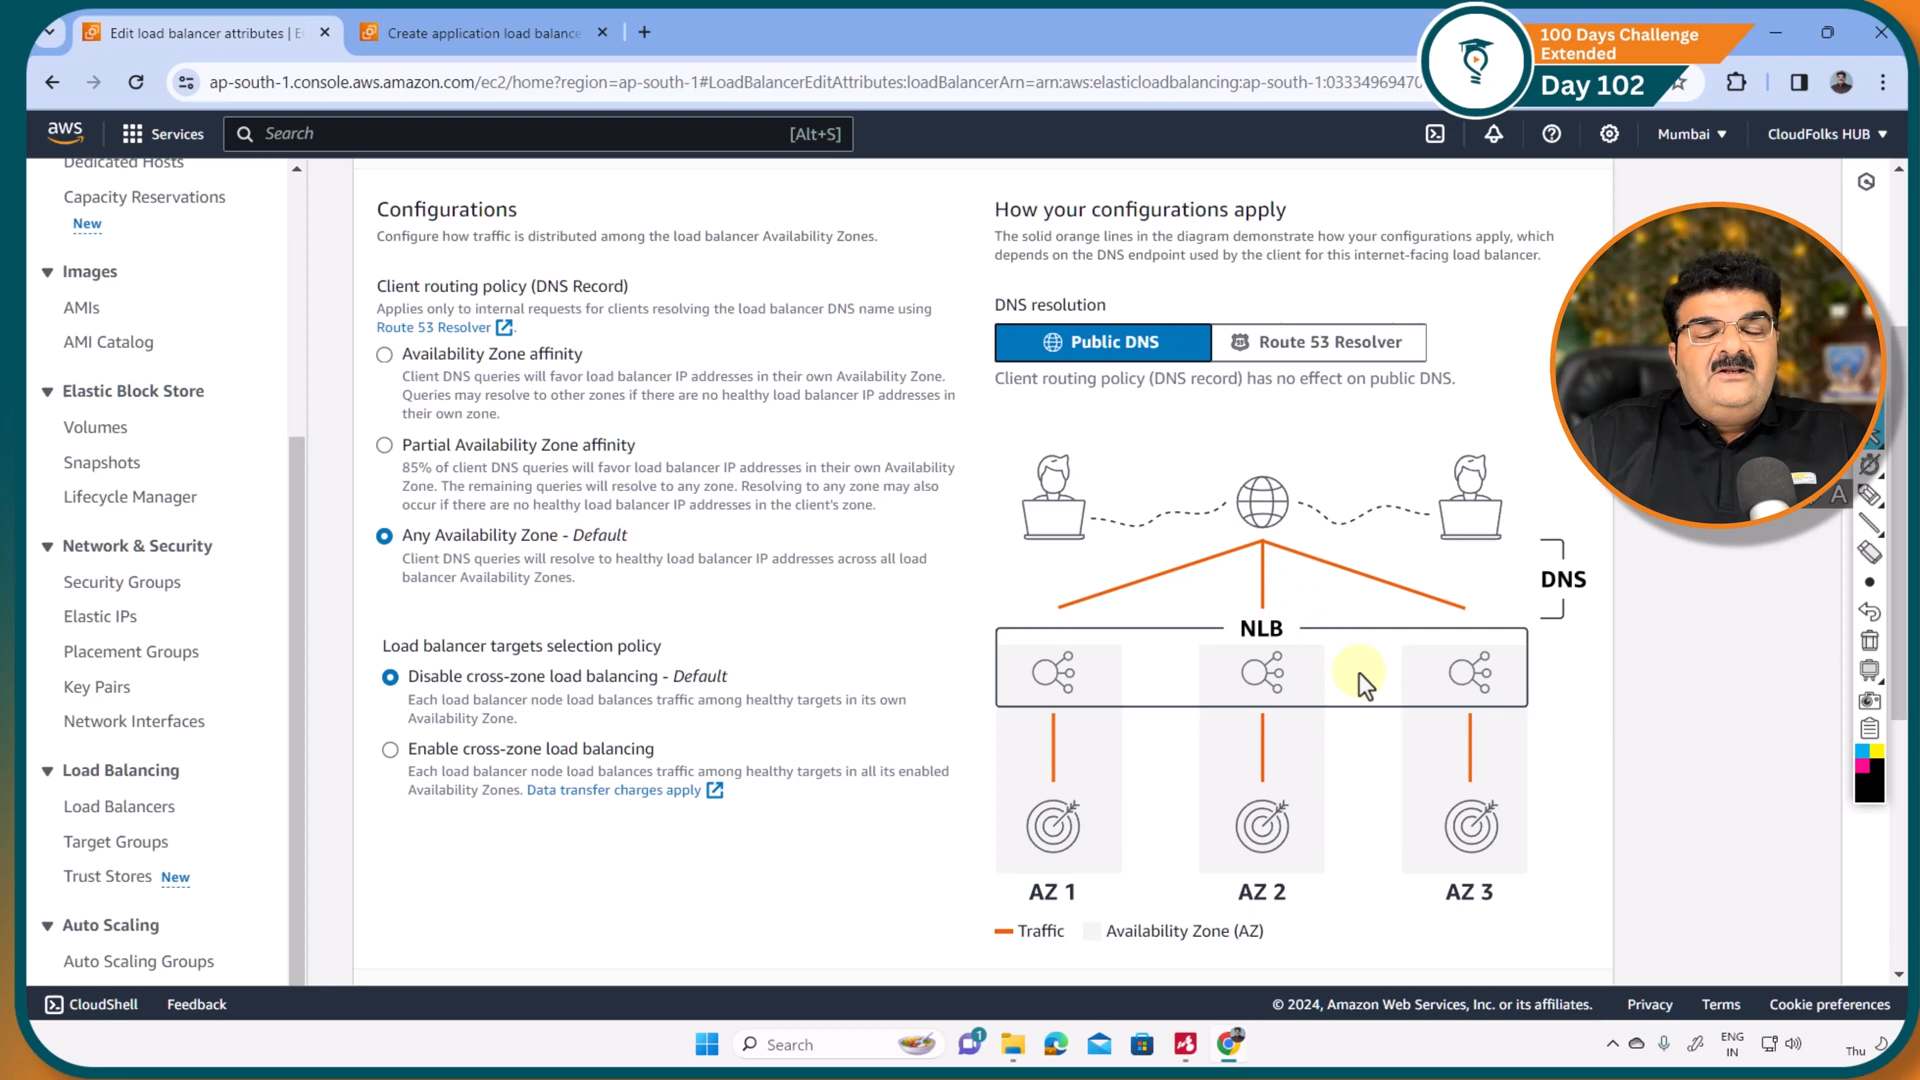 Edit load balancer attributes | E
Create application load balance
100 Days Challenge
Extended
Day 102
ap-south-1.console.aws.amazon.com/ec2/home?region=ap-south-1#LoadBalancerEditAttributes:loadBalancerArn=arn:aws:elasticloadbalancing:ap-south-1:03334969470
aws
Services
Search
[Alt+S]
Mumbai
CloudFolks HUB
Dedicated Hosts
Capacity Reservations
New
Images
AMIs
AMI Catalog
Elastic Block Store
Volumes
Snapshots
Lifecycle Manager
Network & Security
Security Groups
Elastic IPs
Placement Groups
Key Pairs
Network Interfaces
Load Balancing
Load Balancers
Target Groups
Trust Stores New
Auto Scaling
Auto Scaling Groups
Configurations
Configure how traffic is distributed among the load balancer Availability Zones.
Client routing policy (DNS Record)
Applies only to internal requests for clients resolving the load balancer DNS name using
Route 53 Resolver .
Availability Zone affinity
Client DNS queries will favor load balancer IP addresses in their own Availability Zone.
Queries may resolve to other zones if there are no healthy load balancer IP addresses in
their own zone.
Partial Availability Zone affinity
85% of client DNS queries will favor load balancer IP addresses in their own Availability
Zone. The remaining queries will resolve to any zone. Resolving to any zone may also
occur if there are no healthy load balancer IP addresses in the client's zone.
Any Availability Zone - Default
Client DNS queries will resolve to healthy load balancer IP addresses across all load
balancer Availability Zones.
Load balancer targets selection policy
Disable cross-zone load balancing - Default
Each load balancer node load balances traffic among healthy targets in its own
Availability Zone.
Enable cross-zone load balancing
Each load balancer node load balances traffic among healthy targets in all its enabled
Availability Zones. Data transfer charges apply
How your configurations apply
The solid orange lines in the diagram demonstrate how your configurations apply, which
depends on the DNS endpoint used by the client for this internet-facing load balancer.
DNS resolution
Public DNS
Route 53 Resolver
Client routing policy (DNS record) has no effect on public DNS.
DNS
NLB
AZ 1
AZ 2
AZ 3
Traffic
Availability Zone (AZ)
A
CloudShell
Feedback
© 2024, Amazon Web Services, Inc. or its affiliates.
Privacy
Terms
Cookie preferences
Search
1
ENG
IN
Thu